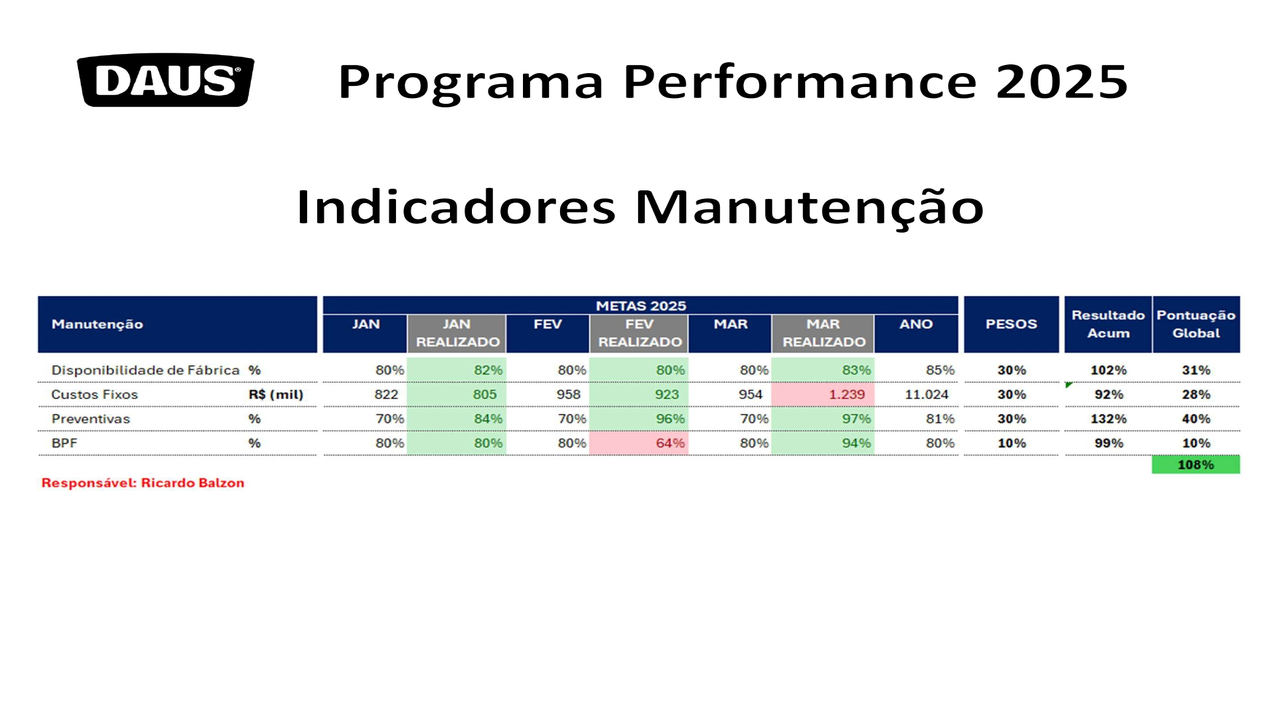 DAUS®
Programa Performance 2025
Indicadores Manutenção
METAS 2025
Manutenção JAN JAN REALIZADO FEV FEV REALIZADO MAR MAR REALIZADO ANO PESOS Resultado Acum Pontuação Global
Disponibilidade de Fábrica % 80% 82% 80% 80% 80% 83% 85% 30% 102% 31%
Custos Fixos R$ (mil) 822 805 958 923 954 1.239 11.024 30% 92% 28%
Preventivas % 70% 84% 70% 96% 70% 97% 81% 30% 132% 40%
BPF % 80% 80% 80% 64% 80% 94% 80% 10% 99% 10%
108%
Responsável: Ricardo Balzon